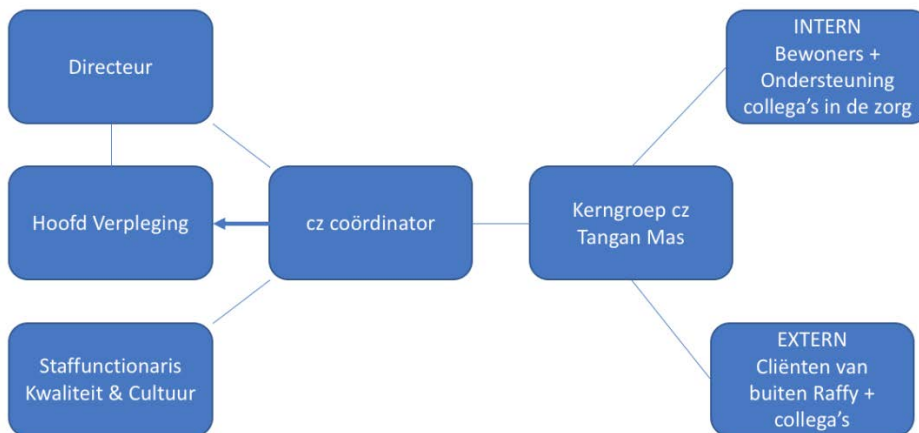 Directeur
Hoofd Verpleging
Staffunctionaris
Kwaliteit & Cultuur
cz coördinator
Kerngroep cz
Tangan Mas
INTERN
Bewoners +
Ondersteuning
collega's in de zorg
EXTERN
Cliënten van
buiten Raffy +
collega's